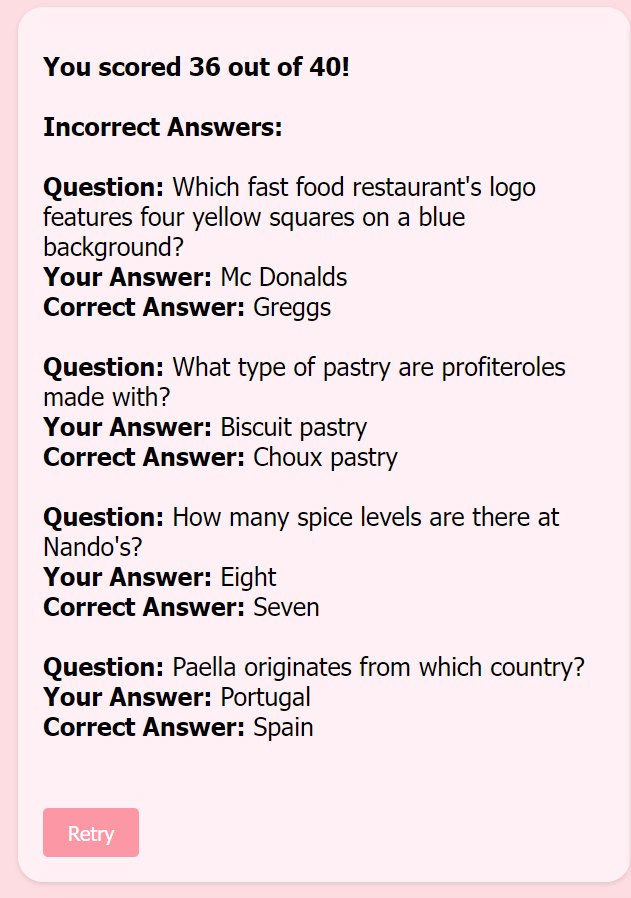 You scored 36 out of 40!
Incorrect Answers:
Question: Which fast food restaurant's logo
features four yellow squares on a blue
background?
Your Answer: Mc Donalds
Correct Answer: Greggs
Question: What type of pastry are profiteroles
made with?
Your Answer: Biscuit pastry
Correct Answer: Choux pastry
Question: How many spice levels are there at
Nando's?
Your Answer: Eight
Correct Answer: Seven
Question: Paella originates from which country?
Your Answer: Portugal
Correct Answer: Spain
Retry